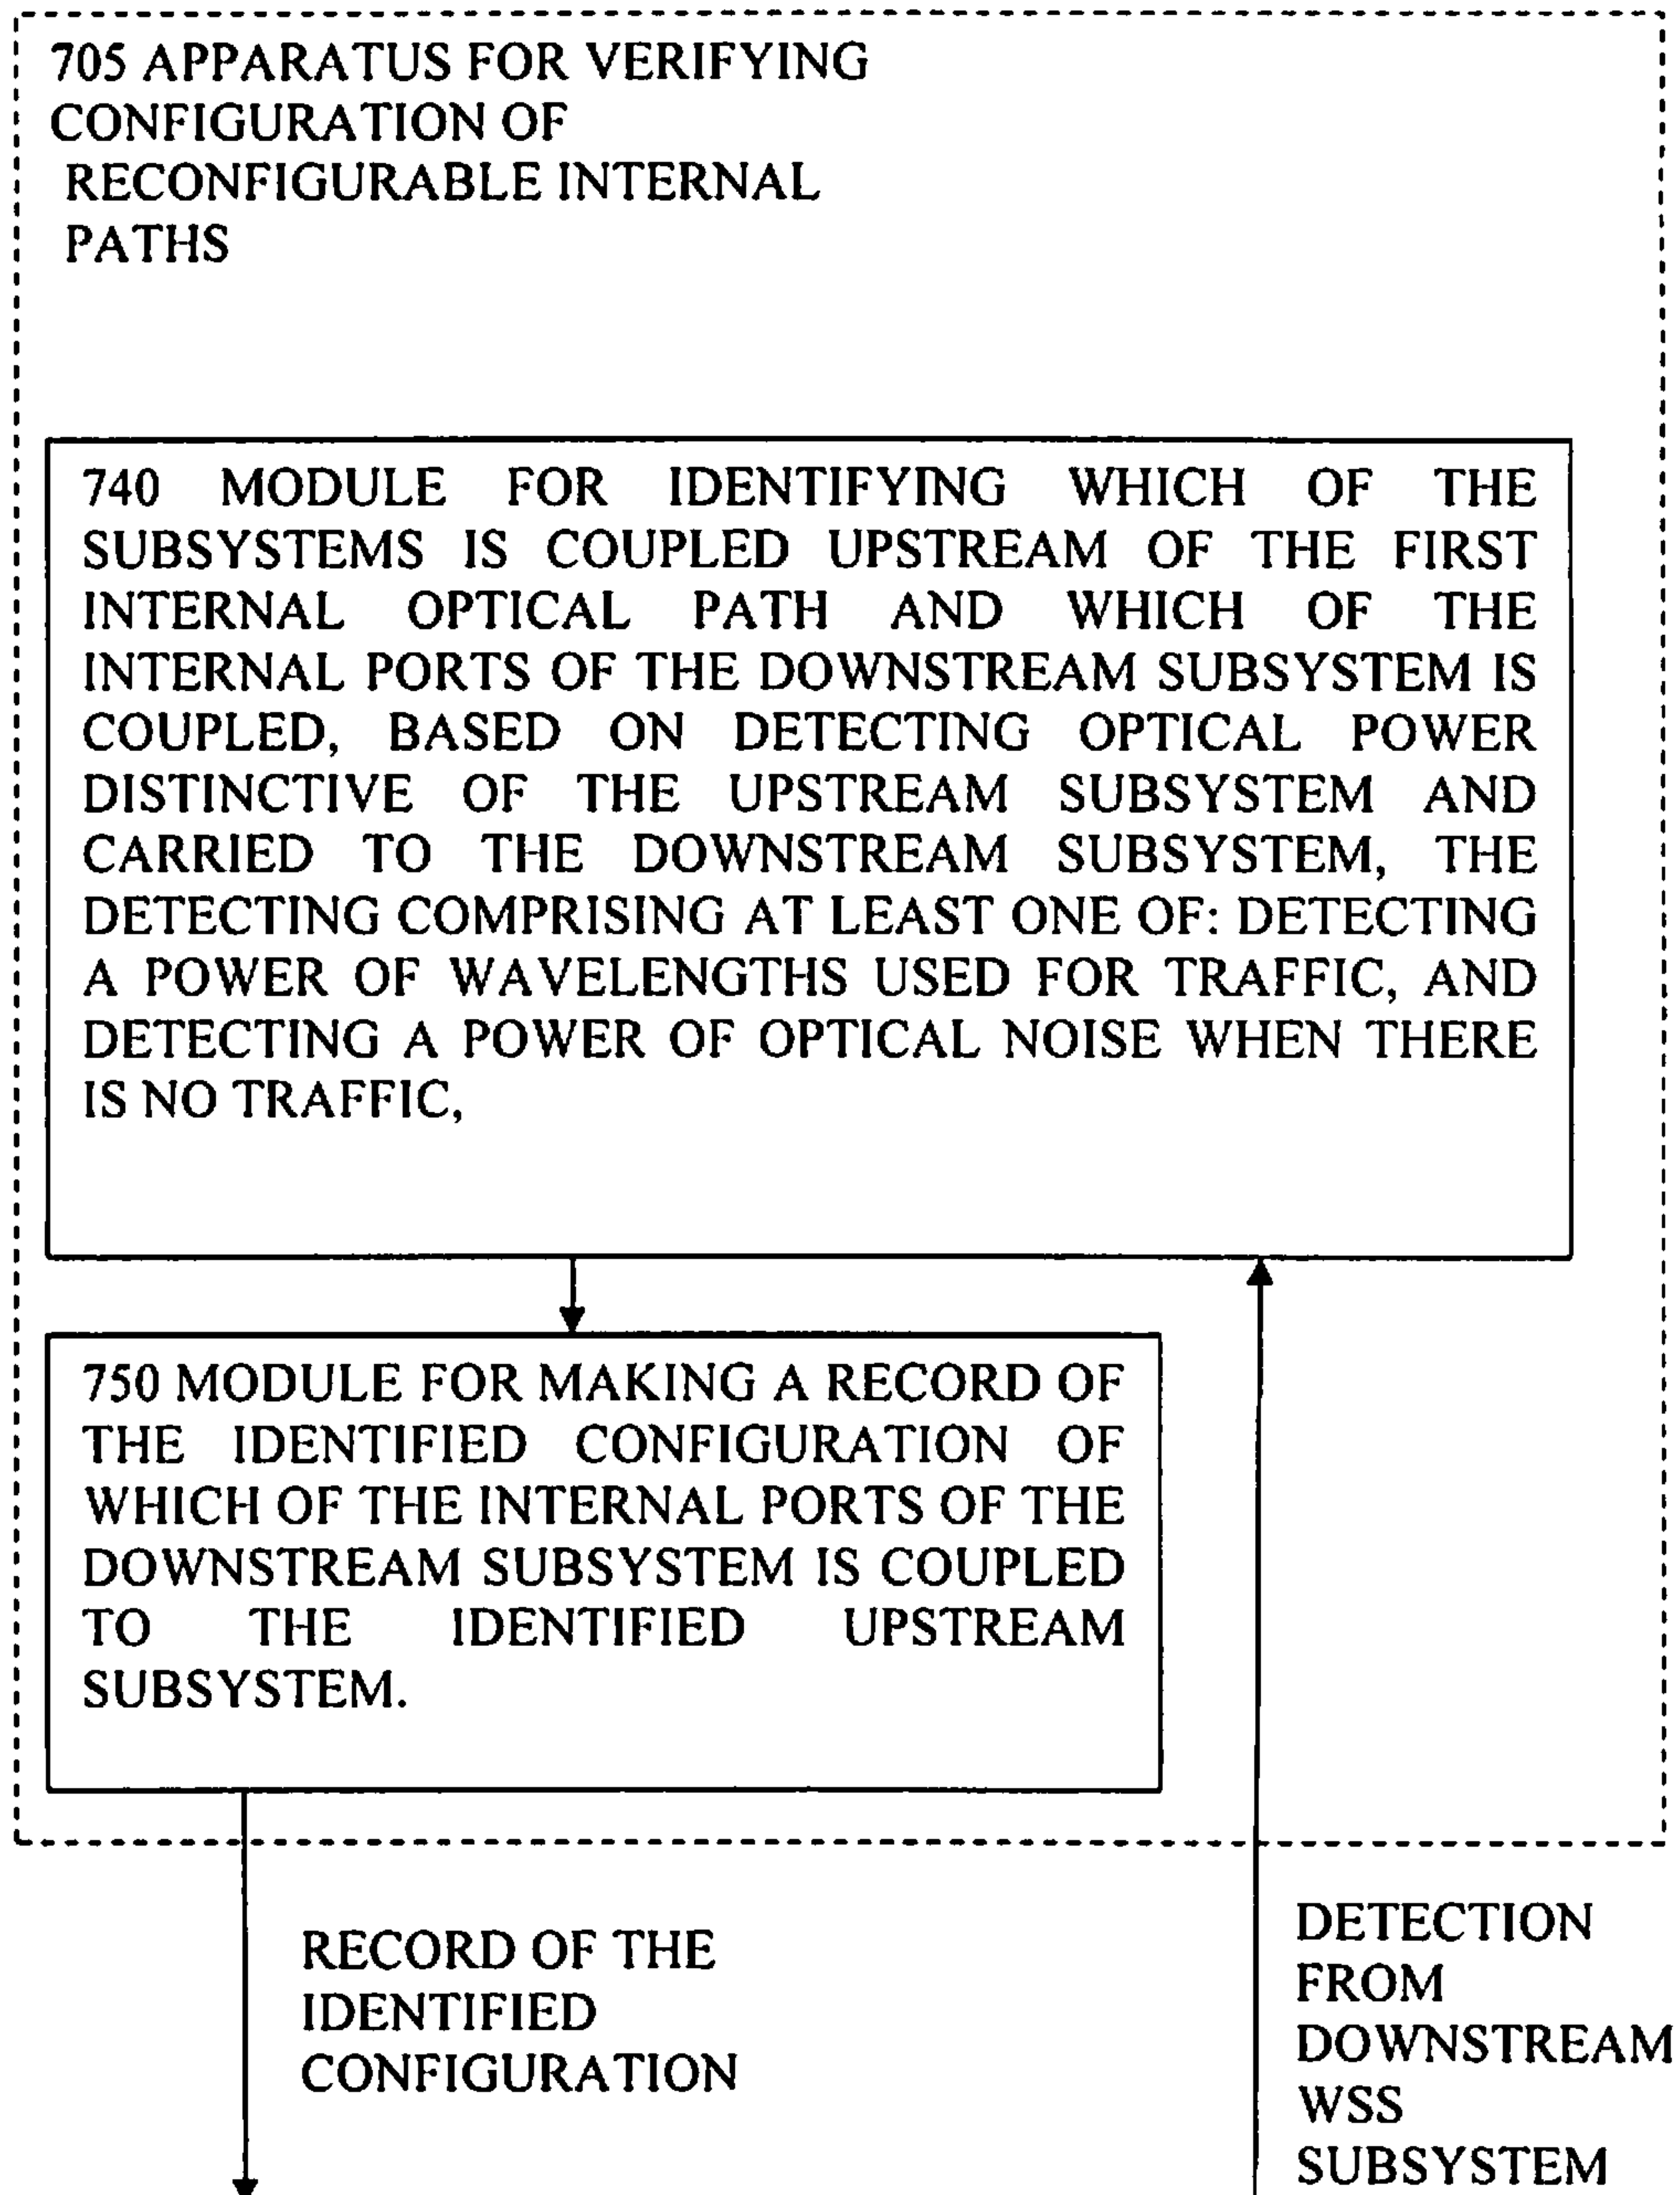 705 APPARATUS FOR VERIFYING
CONFIGURATION OF
RECONFIGURABLE INTERNAL
PATHS
740 MODULE FOR IDENTIFYING WHICH OF THE
SUBSYSTEMS IS COUPLED UPSTREAM OF THE FIRST
INTERNAL OPTICAL PATH AND WHICH OF THE
INTERNAL PORTS OF THE DOWNSTREAM SUBSYSTEM IS
COUPLED, BASED ON DETECTING OPTICAL POWER
DISTINCTIVE OF THE UPSTREAM SUBSYSTEM AND
CARRIED TO THE DOWNSTREAM SUBSYSTEM, THE
DETECTING COMPRISING AT LEAST ONE OF: DETECTING
A POWER OF WAVELENGTHS USED FOR TRAFFIC, AND
DETECTING A POWER OF OPTICAL NOISE WHEN THERE
IS NO TRAFFIC,
750 MODULE FOR MAKING A RECORD OF
THE IDENTIFIED CONFIGURATION OF
WHICH OF THE INTERNAL PORTS OF THE
DOWNSTREAM SUBSYSTEM IS COUPLED
TO THE IDENTIFIED UPSTREAM
SUBSYSTEM.
RECORD OF THE
IDENTIFIED
CONFIGURATION
DETECTION
FROM
DOWNSTREAM
WSS
SUBSYSTEM